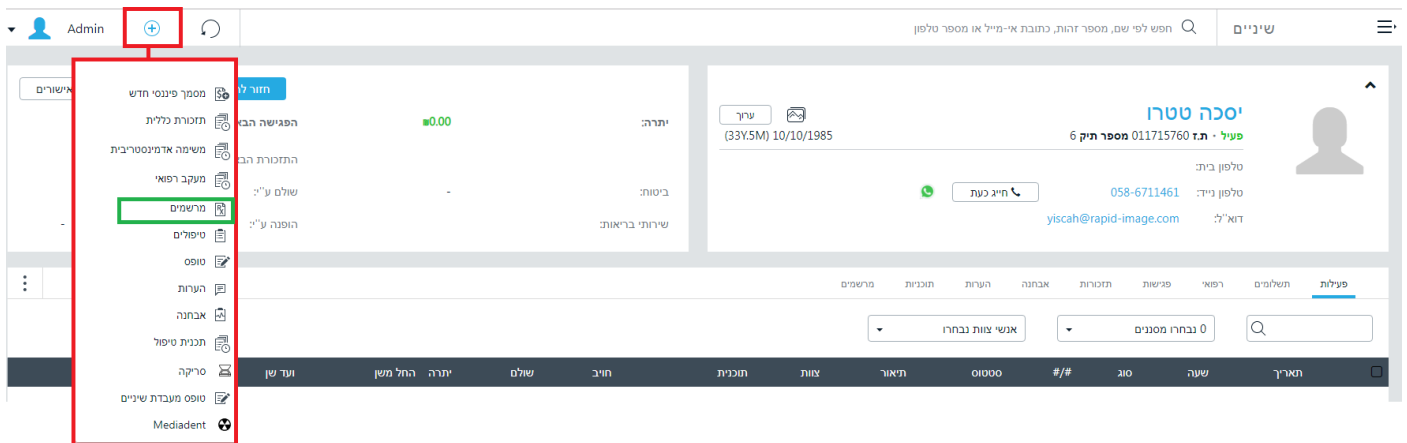 שיניים
חפש לפי שם, מספר זהות, כתובת אי-מייל או מספר טלפון
Admin
יסכה טטרו
ערוך
פעיל · ת.ז 011715760 מספר תיק 6
10/10/1985 (33Y.5M)
טלפון בית:
טלפון נייד: 058-6711461
חייג כעת
דוא''ל: yiscah@rapid-image.com
יתרה: ₪0.00
ביטוח: -
שירותי בריאות:
חזור לר
אישורים
הפגישה הבא
התזכורת הבא
שולם ע''י:
הופנה ע''י: -
מסמך פיננסי חדש
תזכורת כללית
משימה אדמינסטריבית
מעקב רפואי
מרשמים
טיפולים
טופס
הערות
אבחנה
תכנית טיפול
סריקה
טופס מעבדת שיניים
Mediadent
פעילות תשלומים רפואי פגישות תזכורות אבחנה הערות תוכניות מרשמים
0 נבחרו מסננים
אנשי צוות נבחרו
תאריך שעה סוג #/# סטטוס תיאור צוות תוכנית חויב שולם יתרה החל משן ועד שן